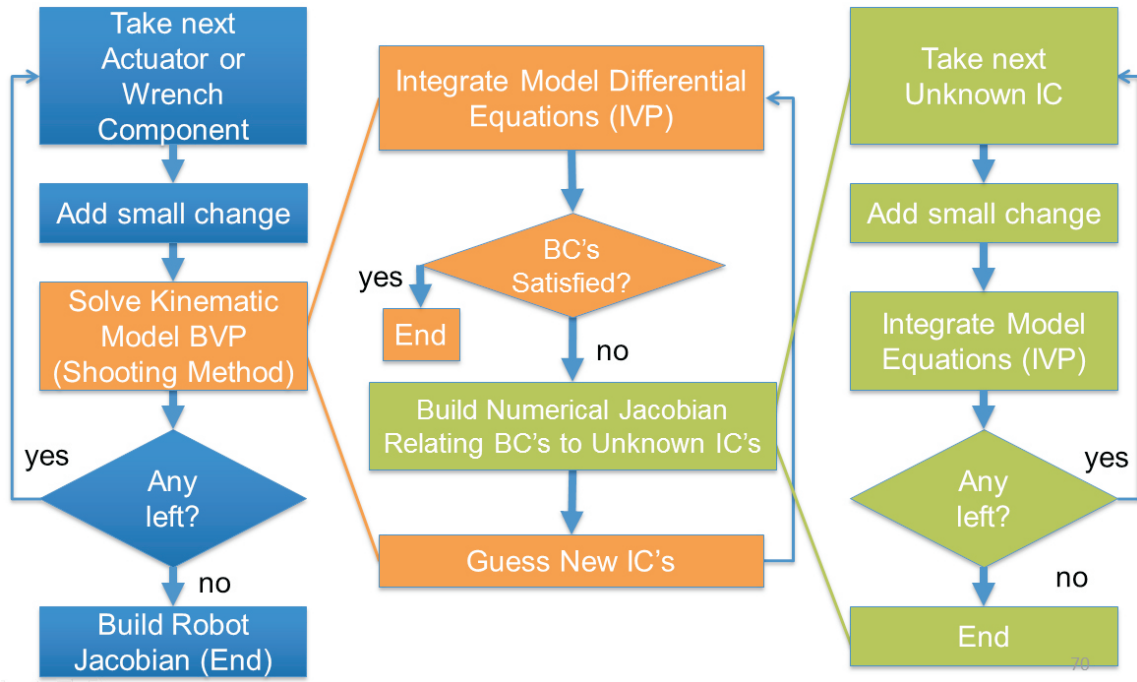 Take next
Actuator or
Wrench
Component
Add small change
Solve Kinematic
Model BVP
(Shooting Method)
yes
Any
left?
no
Build Robot
Jacobian (End)
Integrate Model Differential
Equations (IVP)
BC's
Satisfied?
yes
End
no
Build Numerical Jacobian
Relating BC's to Unknown IC's
Guess New IC's
Take next
Unknown IC
Add small change
Integrate Model
Equations (IVP)
yes
Any
left?
no
End
70